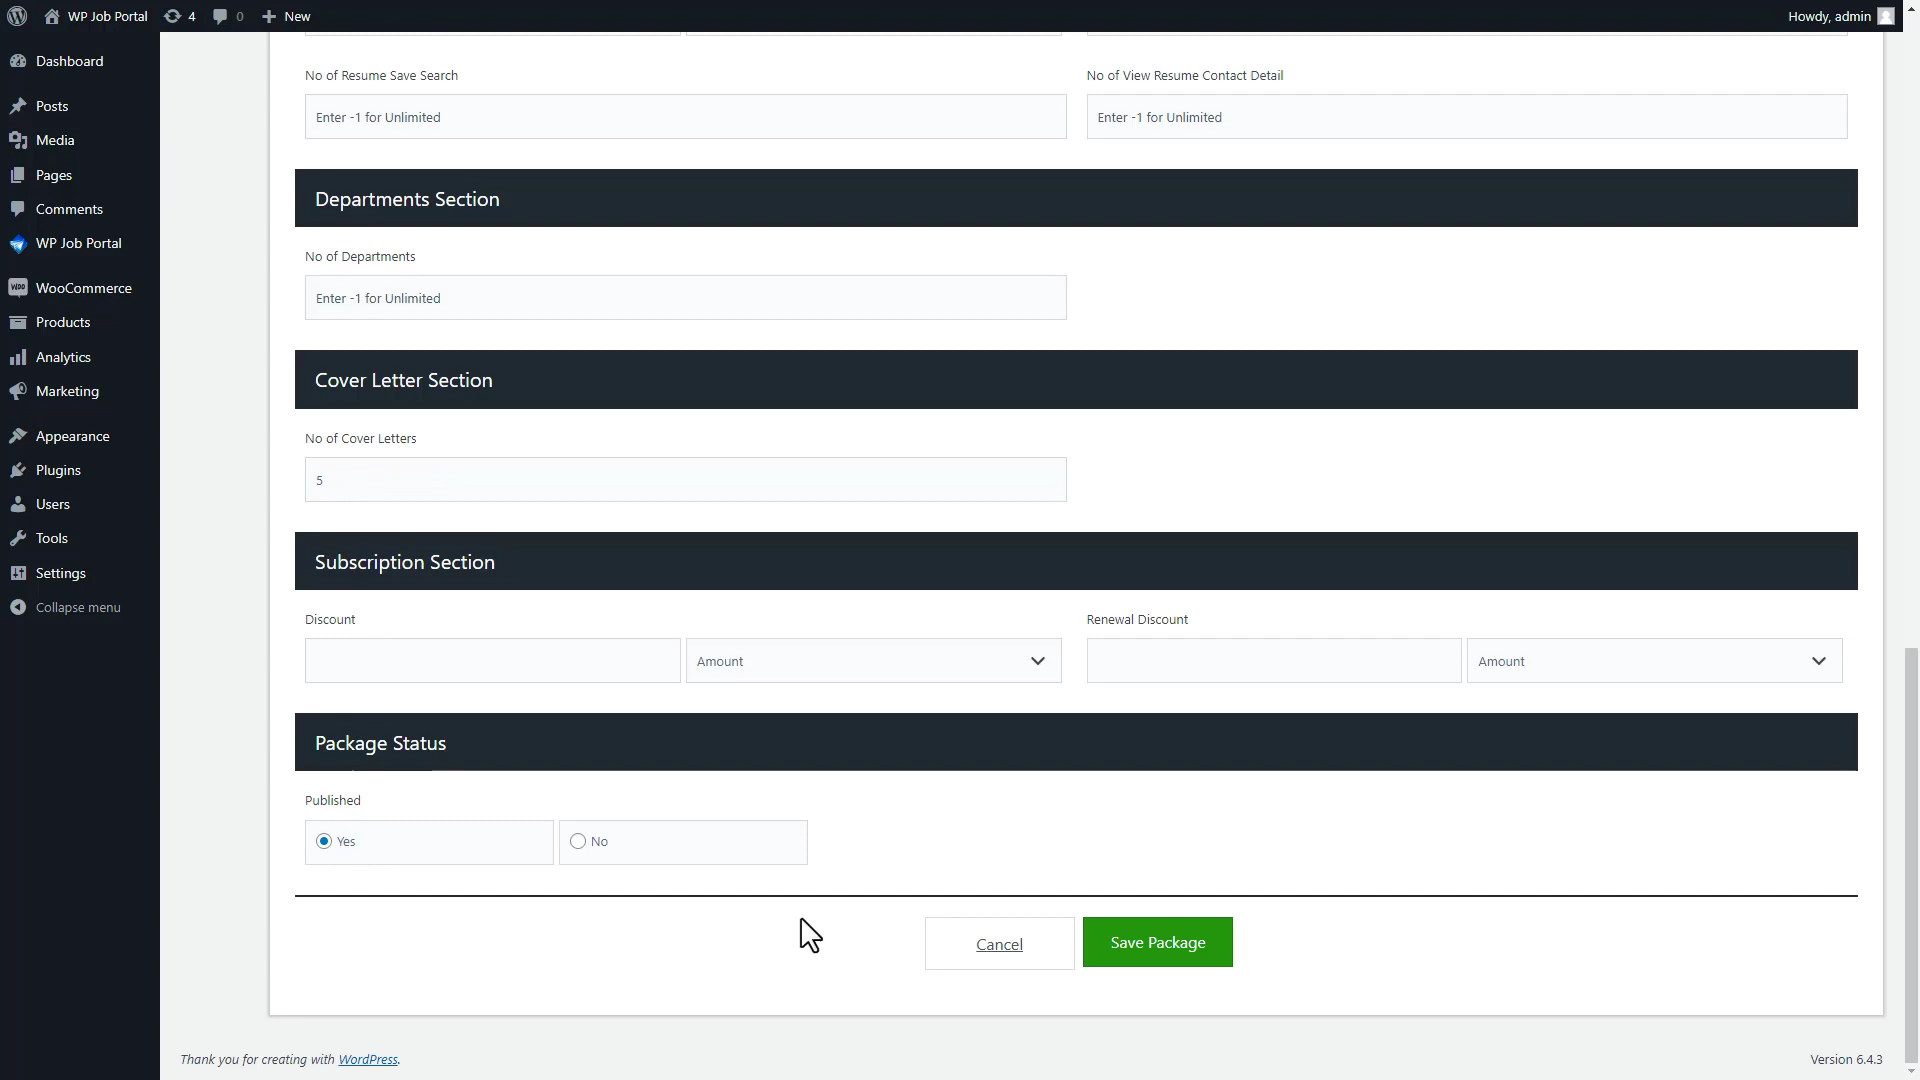 WP Job Portal 4 0 New Howdy, admin
Dashboard
Posts
Media
Pages
Comments
WP Job Portal
WooCommerce
Products
Analytics
Marketing
Appearance
Plugins
Users
Tools
Settings
Collapse menu
No of Resume Save Search No of View Resume Contact Detail
Enter -1 for Unlimited Enter -1 for Unlimited
Departments Section
No of Departments
Enter -1 for Unlimited
Cover Letter Section
No of Cover Letters
5
Subscription Section
Discount Renewal Discount
Amount Amount
Package Status
Published
Yes No
Cancel Save Package
Thank you for creating with WordPress. Version 6.4.3